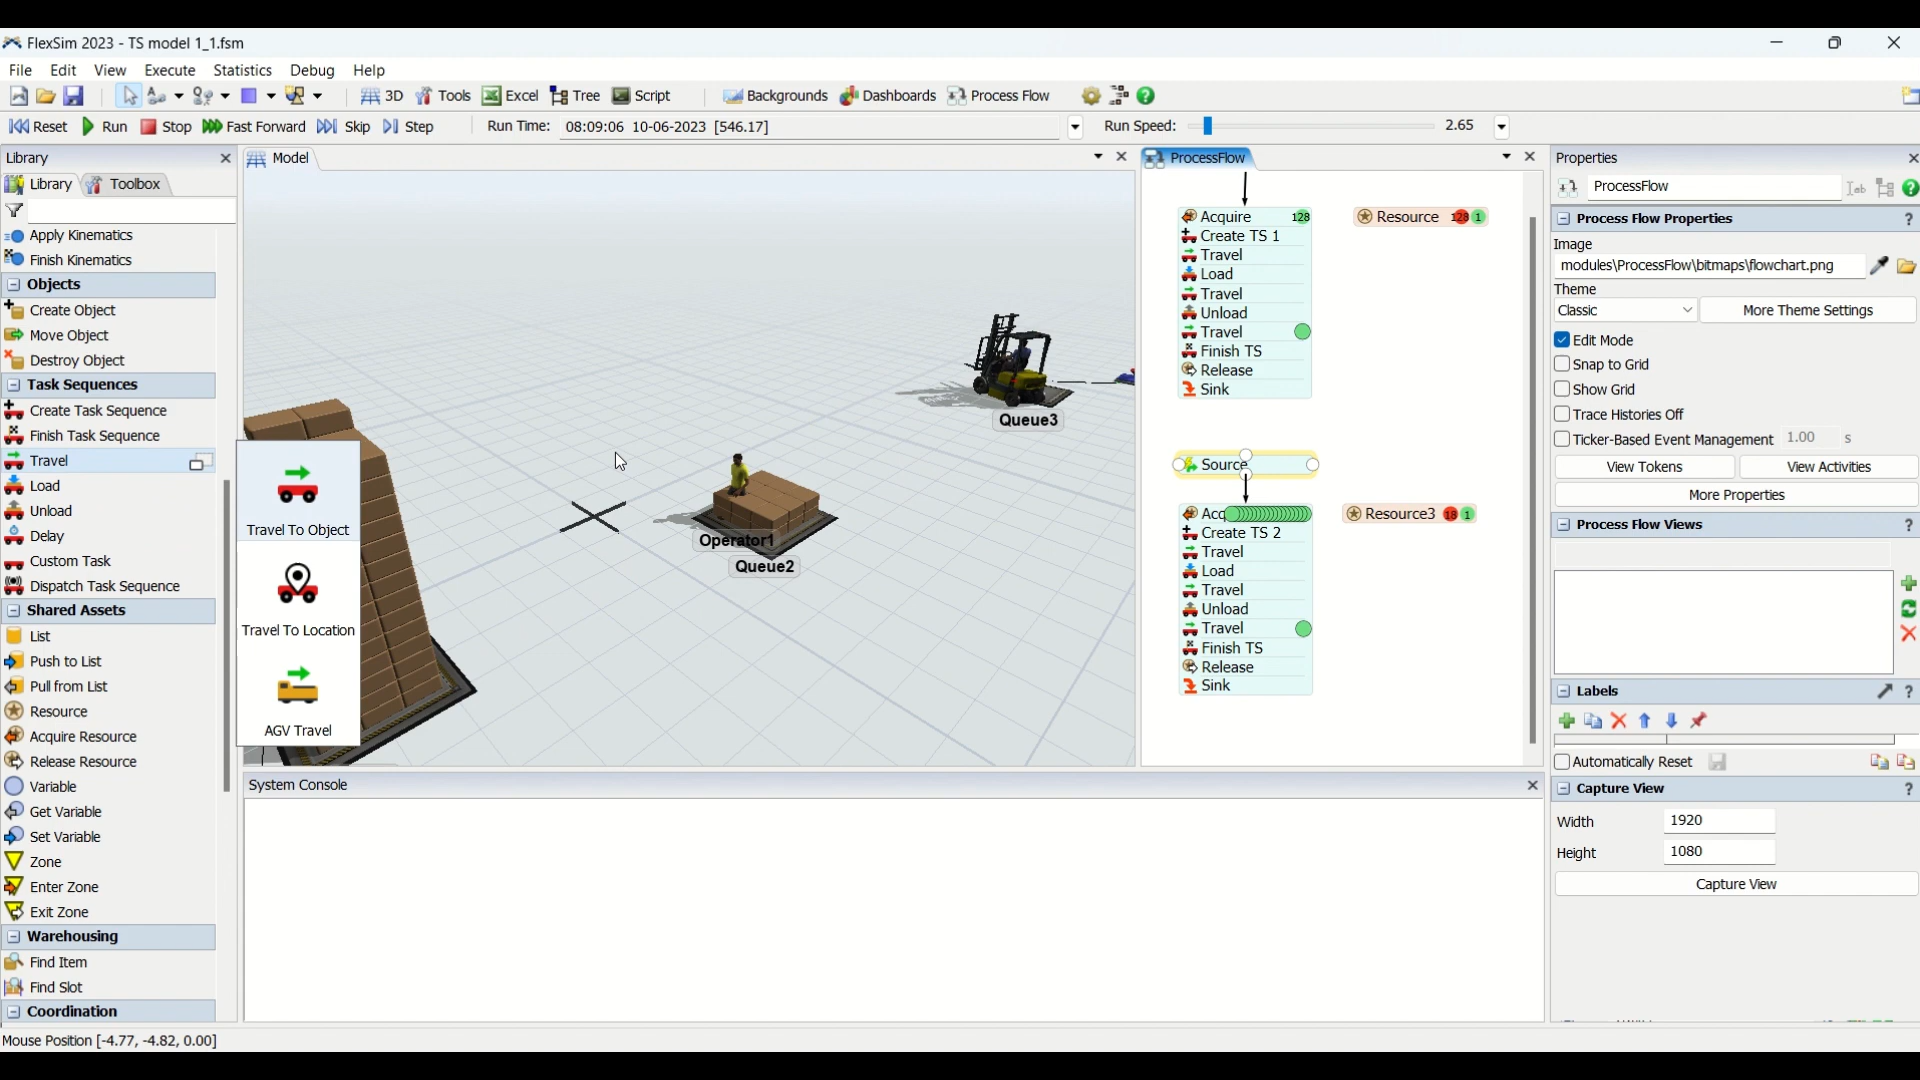 FlexSim 2023 - TS model 1_1.fsm
File Edit View Execute Statistics Debug Help
3D Tools Excel Tree Script Backgrounds Dashboards Process Flow
Reset Run Stop Fast Forward Skip Step Run Time: 08:09:06 10-06-2023 [546.17] Run Speed: 2.65
Library
Library Toolbox
Apply Kinematics
Finish Kinematics
Objects
Create Object
Move Object
Destroy Object
Task Sequences
Create Task Sequence
Finish Task Sequence
Travel
Load
Unload
Delay
Custom Task
Dispatch Task Sequence
Shared Assets
List
Push to List
Pull from List
Resource
Acquire Resource
Release Resource
Variable
Get Variable
Set Variable
Zone
Enter Zone
Exit Zone
Warehousing
Find Item
Find Slot
Coordination
Travel To Object
Travel To Location
AGV Travel
Model
Queue3
Operator1
Queue2
System Console
ProcessFlow
Acquire 128
Create TS 1
Travel
Load
Travel
Unload
Travel
Finish TS
Release
Sink
Resource 128 1
Source
Acq
Create TS 2
Travel
Load
Travel
Unload
Travel
Finish TS
Release
Sink
Resource3 18 1
Properties
ProcessFlow
Process Flow Properties
Image
modules\ProcessFlow\bitmaps\flowchart.png
Theme
Classic More Theme Settings
Edit Mode
Snap to Grid
Show Grid
Trace Histories Off
Ticker-Based Event Management 1.00 s
View Tokens View Activities
More Properties
Process Flow Views
Labels
Automatically Reset
Capture View
Width 1920
Height 1080
Capture View
Mouse Position [-4.77, -4.82, 0.00]